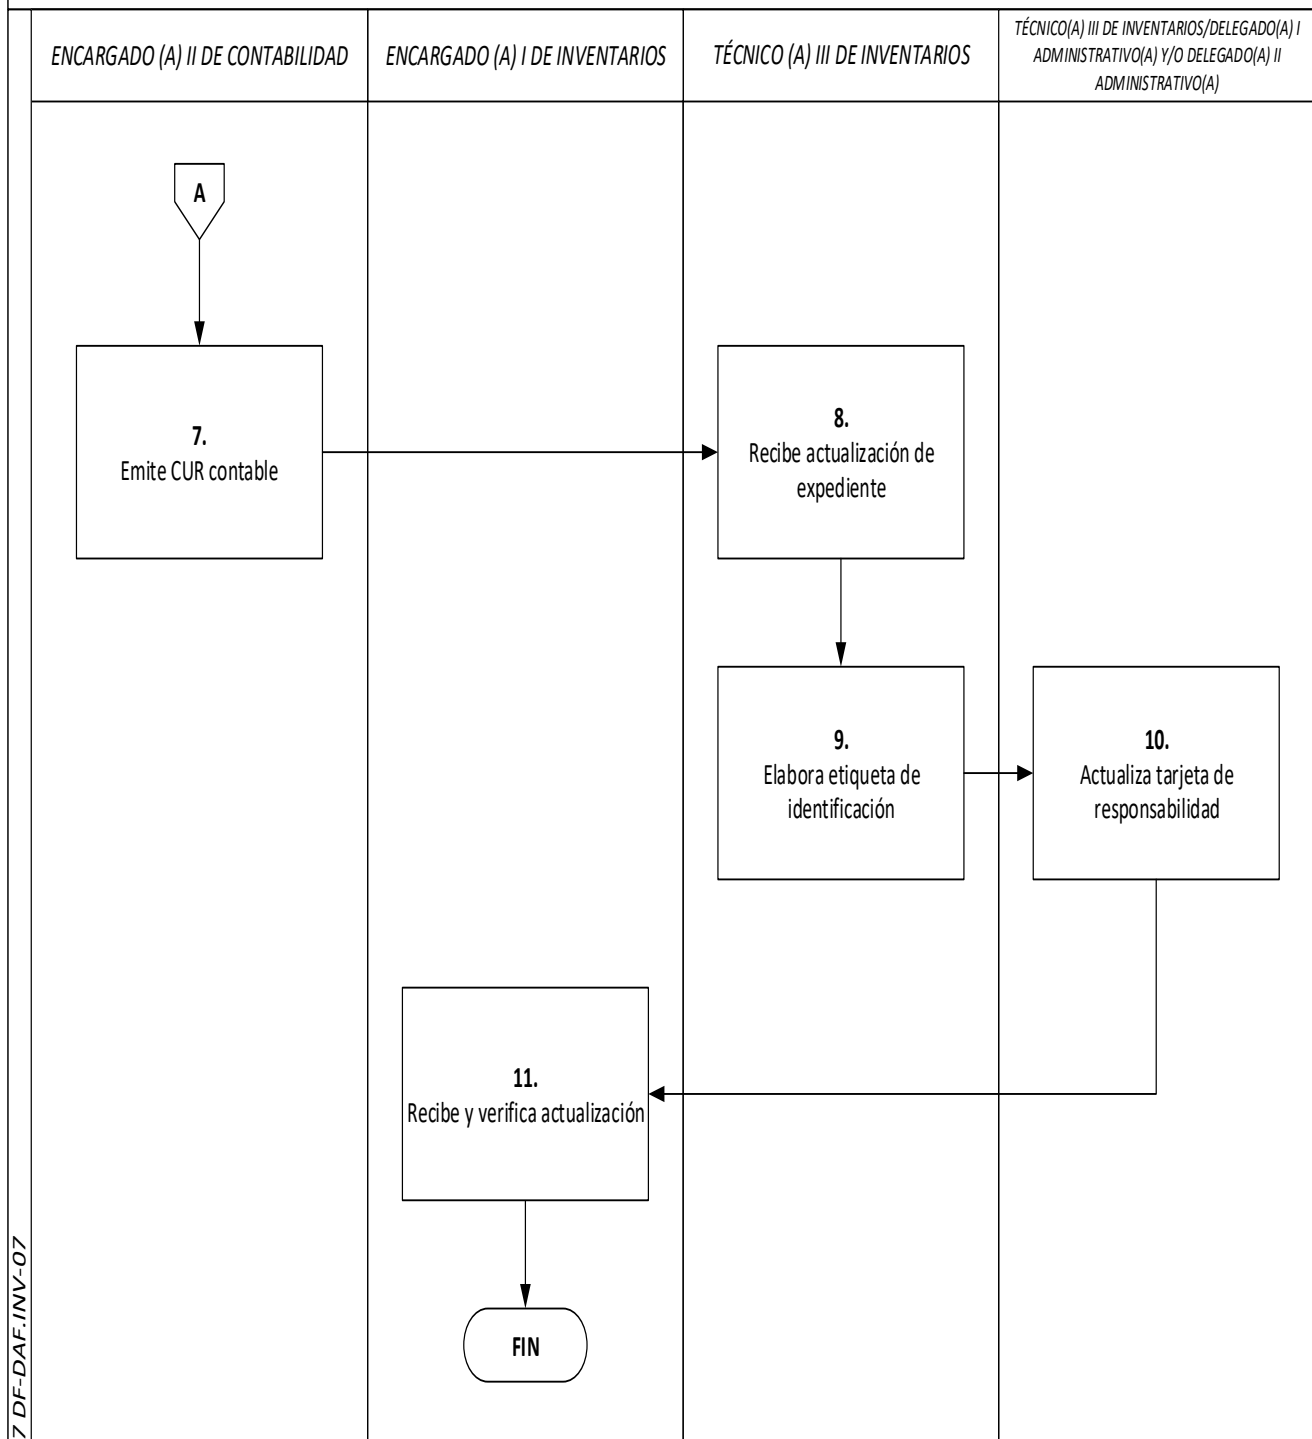 ENCARGADO (A) II DE CONTABILIDAD
ENCARGADO (A) I DE INVENTARIOS
TÉCNICO (A) III DE INVENTARIOS
TÉCNICO(A) III DE INVENTARIOS/DELEGADO(A) I
ADMINISTRATIVO(A) Y/O DELEGADO(A) II
ADMINISTRATIVO(A)
A
7.
Emite CUR contable
8.
Recibe actualización de
expediente
9.
Elabora etiqueta de
identificación
10.
Actualiza tarjeta de
responsabilidad
11.
Recibe y verifica actualización
FIN
7 DF-DAF.INV-07